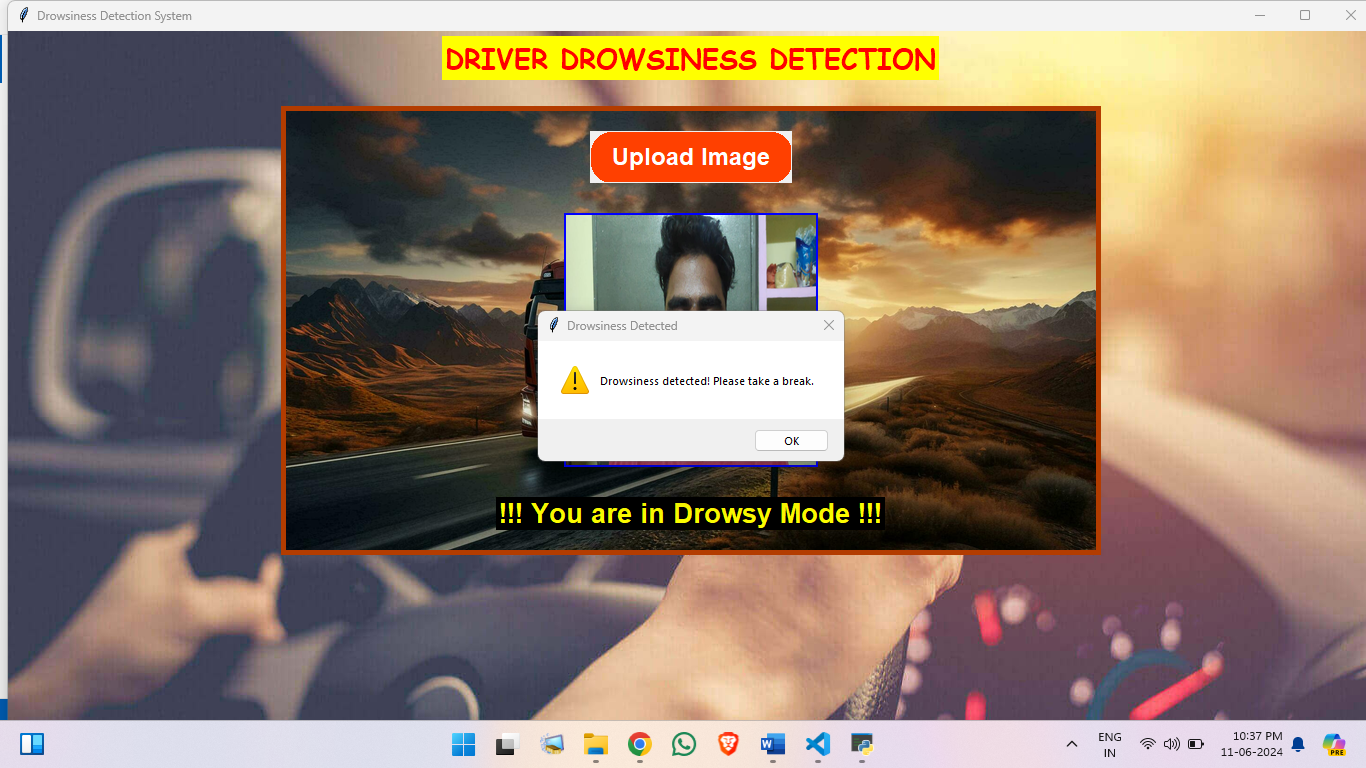 Drowsiness Detection System
DRIVER DROWSINESS DETECTION
Upload Image
Drowsiness Detected
Drowsiness detected! Please take a break.
OK
!!! You are in Drowsy Mode !!!
ENG
IN
10:37 PM
11-06-2024
PRE